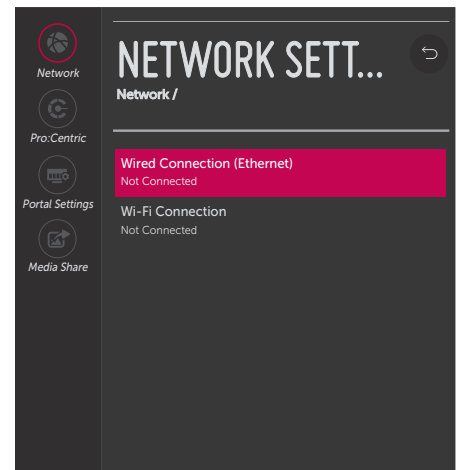 Network
Pro:Centric
Portal Settings
Media Share
NETWORK SETT...
Network /
Wired Connection (Ethernet)
Not Connected
Wi-Fi Connection
Not Connected